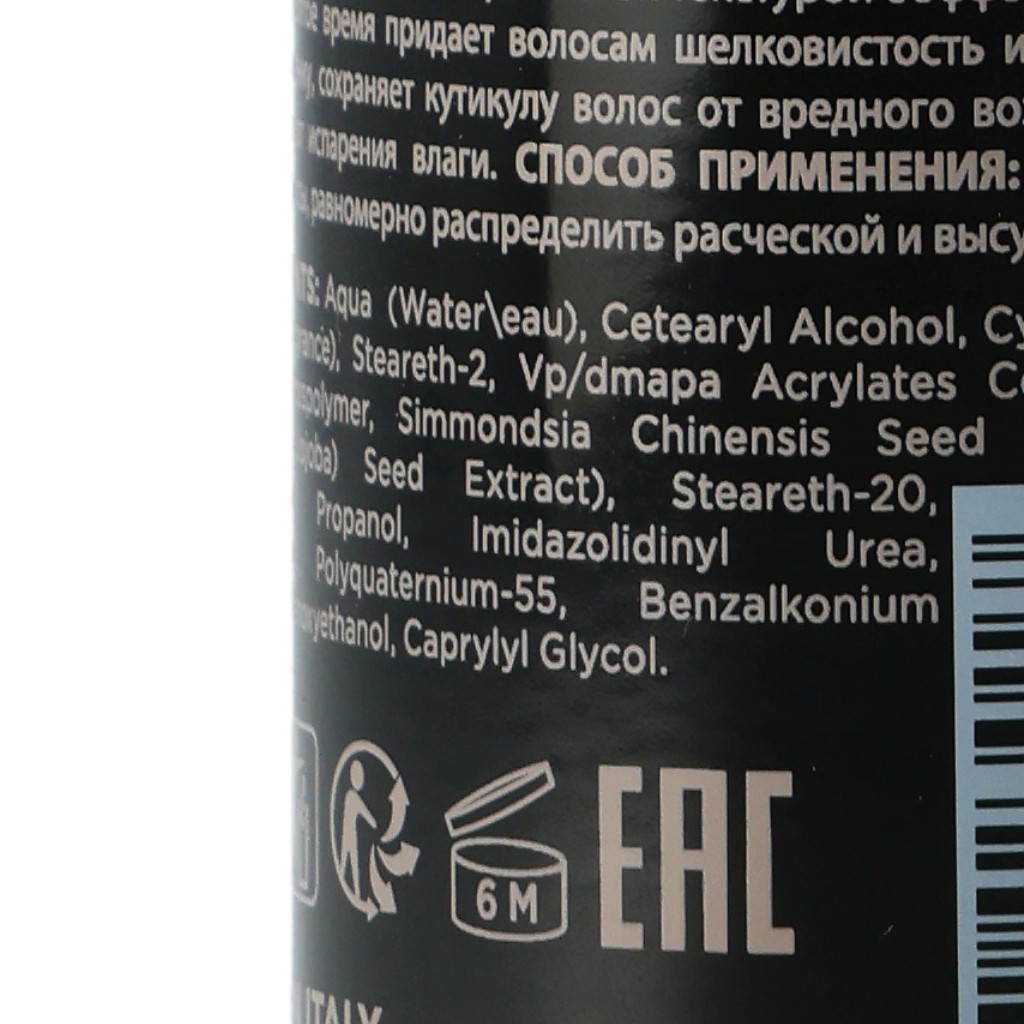 время придает волосам шелковистость и
сохраняет кутикулу волос от вредного
испарения влаги. СПОСОБ ПРИМЕНЕНИЯ:
равномерно распределить расческой и
Aqua (Water\eau), Cetearyl Alcohol,
Steareth-2, Vp/dmapa Acrylates
Simmondsia Chinensis Seed
Seed Extract), Steareth-20,
Propanol, Imidazolidinyl Urea,
Polyquaternium-55, Benzalkonium
Caprylyl Glycol.
6 M
EAC
ITALY